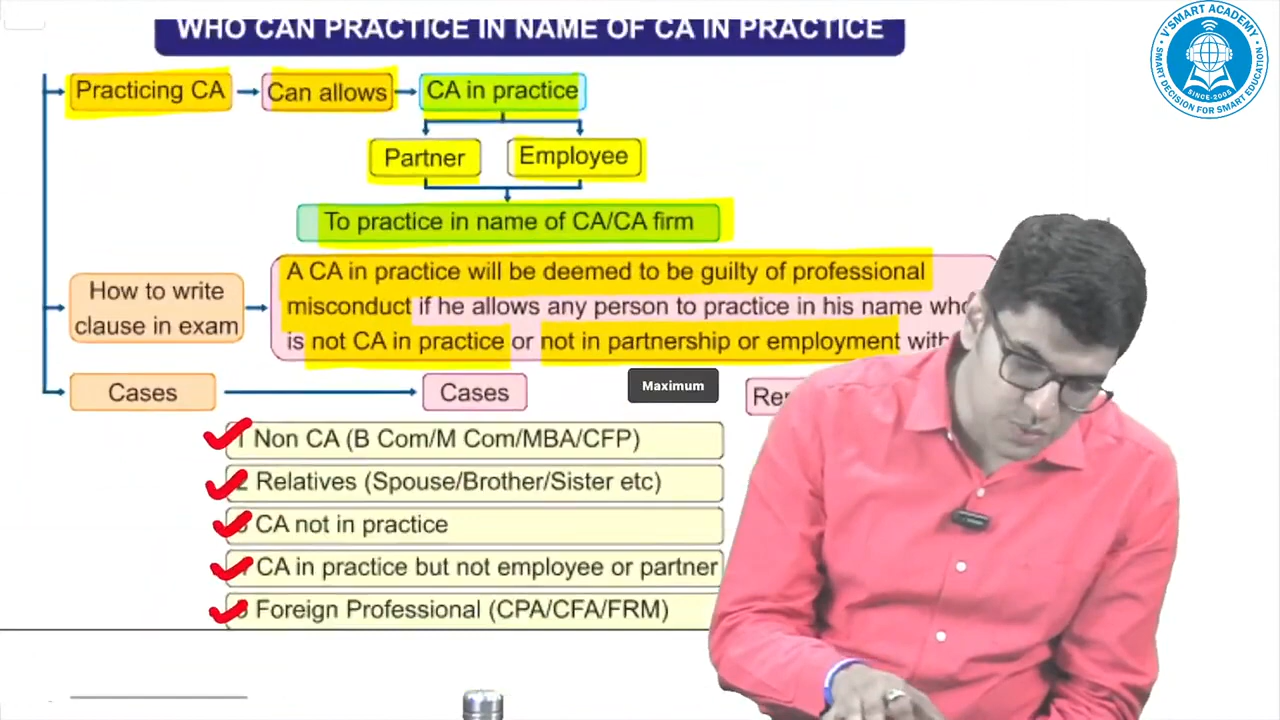 WHO CAN PRACTICE IN NAME OF CA IN PRACTICE
V'SMART ACADEMY
SMART DECISION FOR SMART EDUCATION
SINCE-2005
Practicing CA
Can allows
CA in practice
Partner
Employee
To practice in name of CA/CA firm
How to write
clause in exam
A CA in practice will be deemed to be guilty of professional
misconduct if he allows any person to practice in his name
is not CA in practice or not in partnership or employment
Cases
Cases
Maximum
1 Non CA (B Com/M Com/MBA/CFP)
2 Relatives (Spouse/Brother/Sister etc)
CA not in practice
CA in practice but not employee or partner
Foreign Professional (CPA/CFA/FRM)